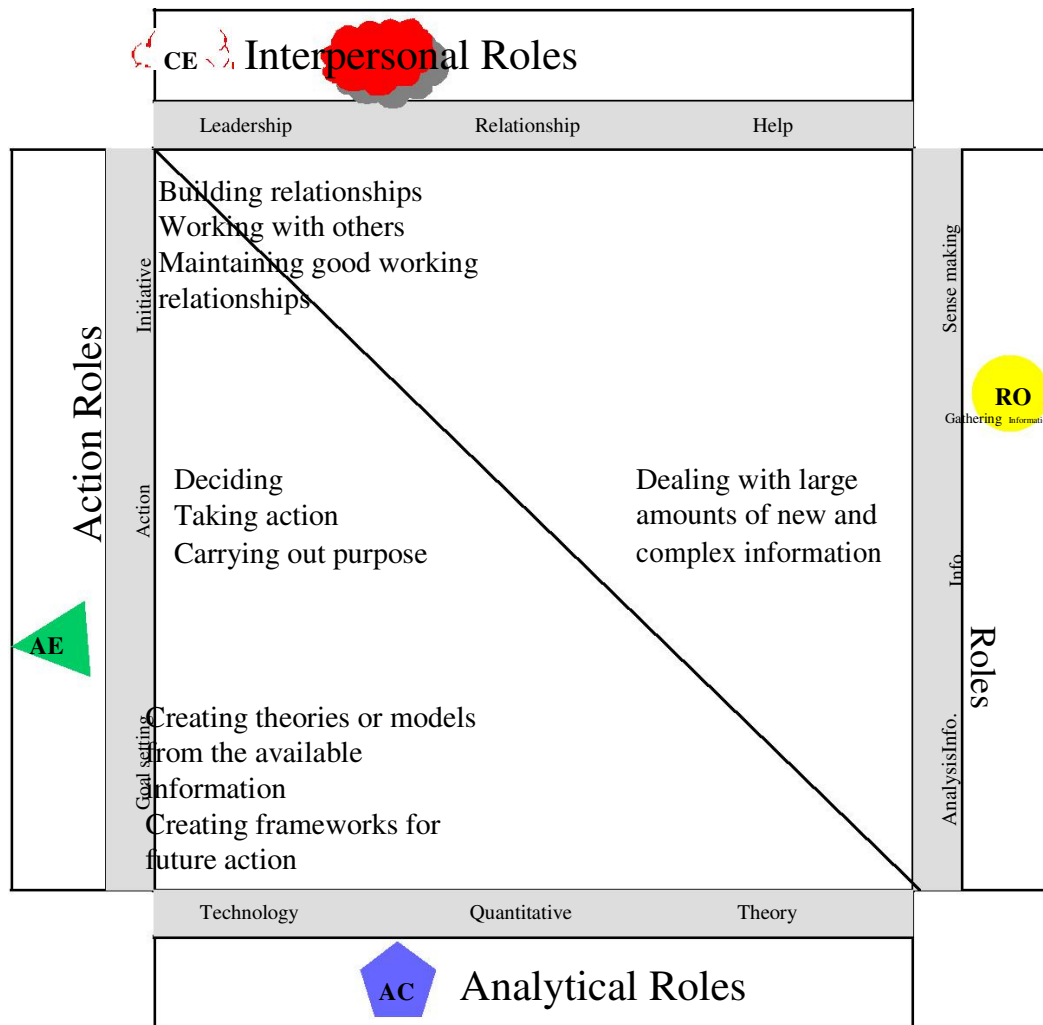 CE Interpersonal Roles
Leadership Relationship Help
Building relationships
Working with others
Maintaining good working
relationships
Initiative
Sense making
Action Roles
RO
Gathering Informati
Action
Deciding
Taking action
Carrying out purpose
Dealing with large
amounts of new and
complex information
Info
Roles
AE
Goal setting
Creating theories or models
from the available
information
Creating frameworks for
future action
AnalysisInfo.
Technology Quantitative Theory
AC Analytical Roles